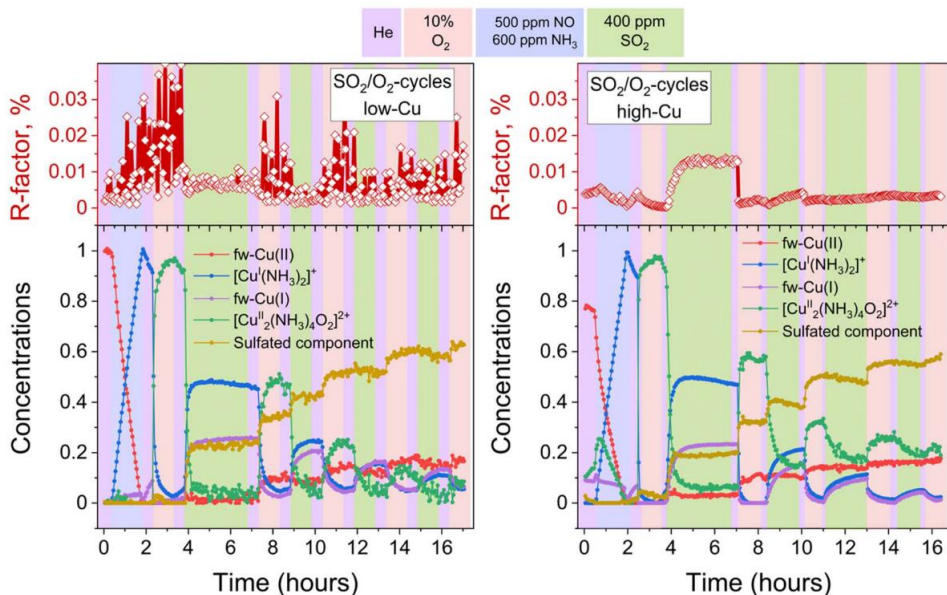 He
10%
O₂
500 ppm NO
600 ppm NH₃
400 ppm
SO₂
SO₂/O₂-cycles
low-Cu
R-factor, %
0.03
0.02
0.01
0
fw-Cu(II)
[Cuᴵ(NH₃)₂]⁺
fw-Cu(I)
[Cuᴵᴵ₂(NH₃)₄O₂]²⁺
Sulfated component
Concentrations
1
0.8
0.6
0.4
0.2
0
0 2 4 6 8 10 12 14 16
Time (hours)
SO₂/O₂-cycles
high-Cu
R-factor, %
0.03
0.02
0.01
0
fw-Cu(II)
[Cuᴵ(NH₃)₂]⁺
fw-Cu(I)
[Cuᴵᴵ₂(NH₃)₄O₂]²⁺
Sulfated component
Concentrations
1
0.8
0.6
0.4
0.2
0
0 2 4 6 8 10 12 14 16
Time (hours)